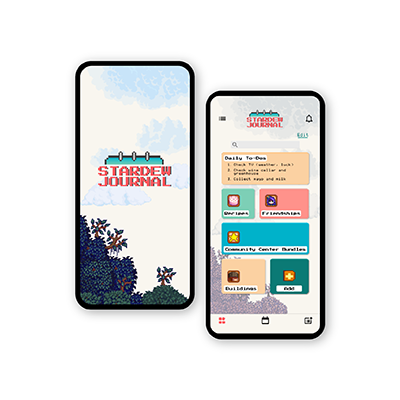 STARDEW
JOURNAL
STARDEW
JOURNAL
Edit
Daily To-Dos
1. Check TV (weather, luck)
2. Check wine cellar and
greenhouse
3. Collect eggs and milk
Recipes
Friendships
Community Center Bundles
Buildings
Add